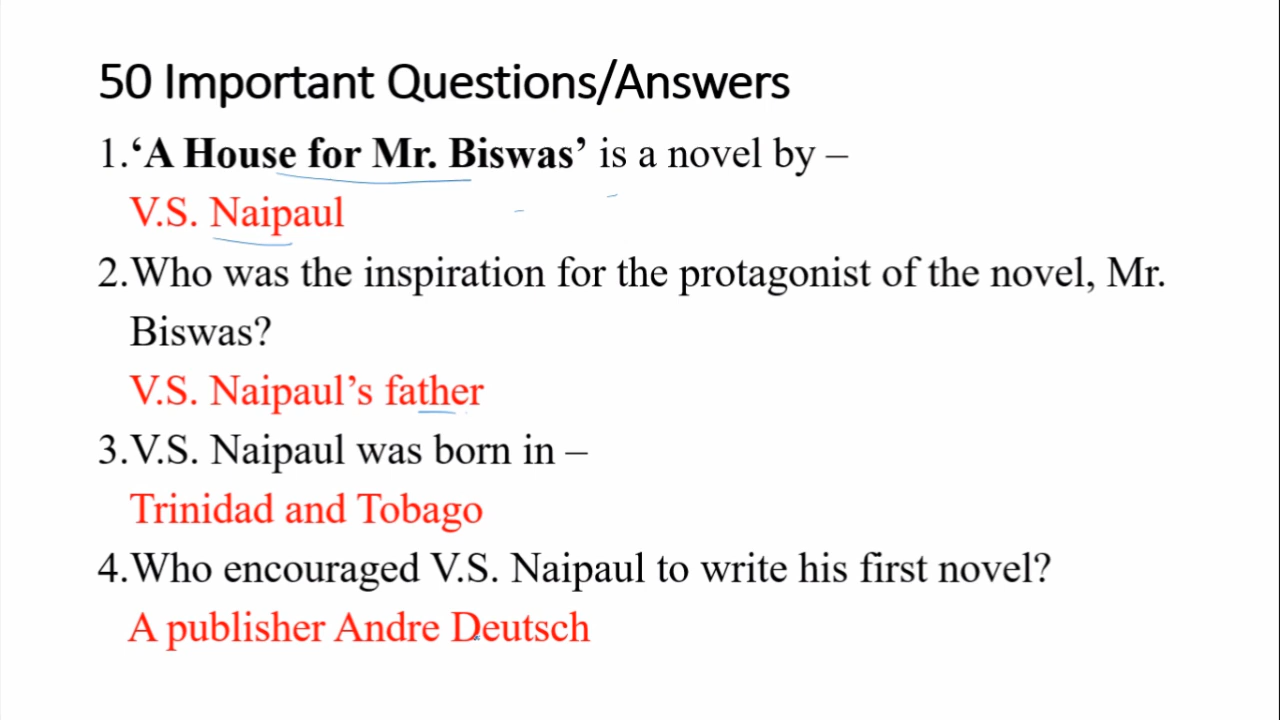 50 Important Questions/Answers
1.‘A House for Mr. Biswas’ is a novel by –
V.S. Naipaul
2.Who was the inspiration for the protagonist of the novel, Mr.
Biswas?
V.S. Naipaul’s father
3.V.S. Naipaul was born in –
Trinidad and Tobago
4.Who encouraged V.S. Naipaul to write his first novel?
A publisher Andre Deutsch